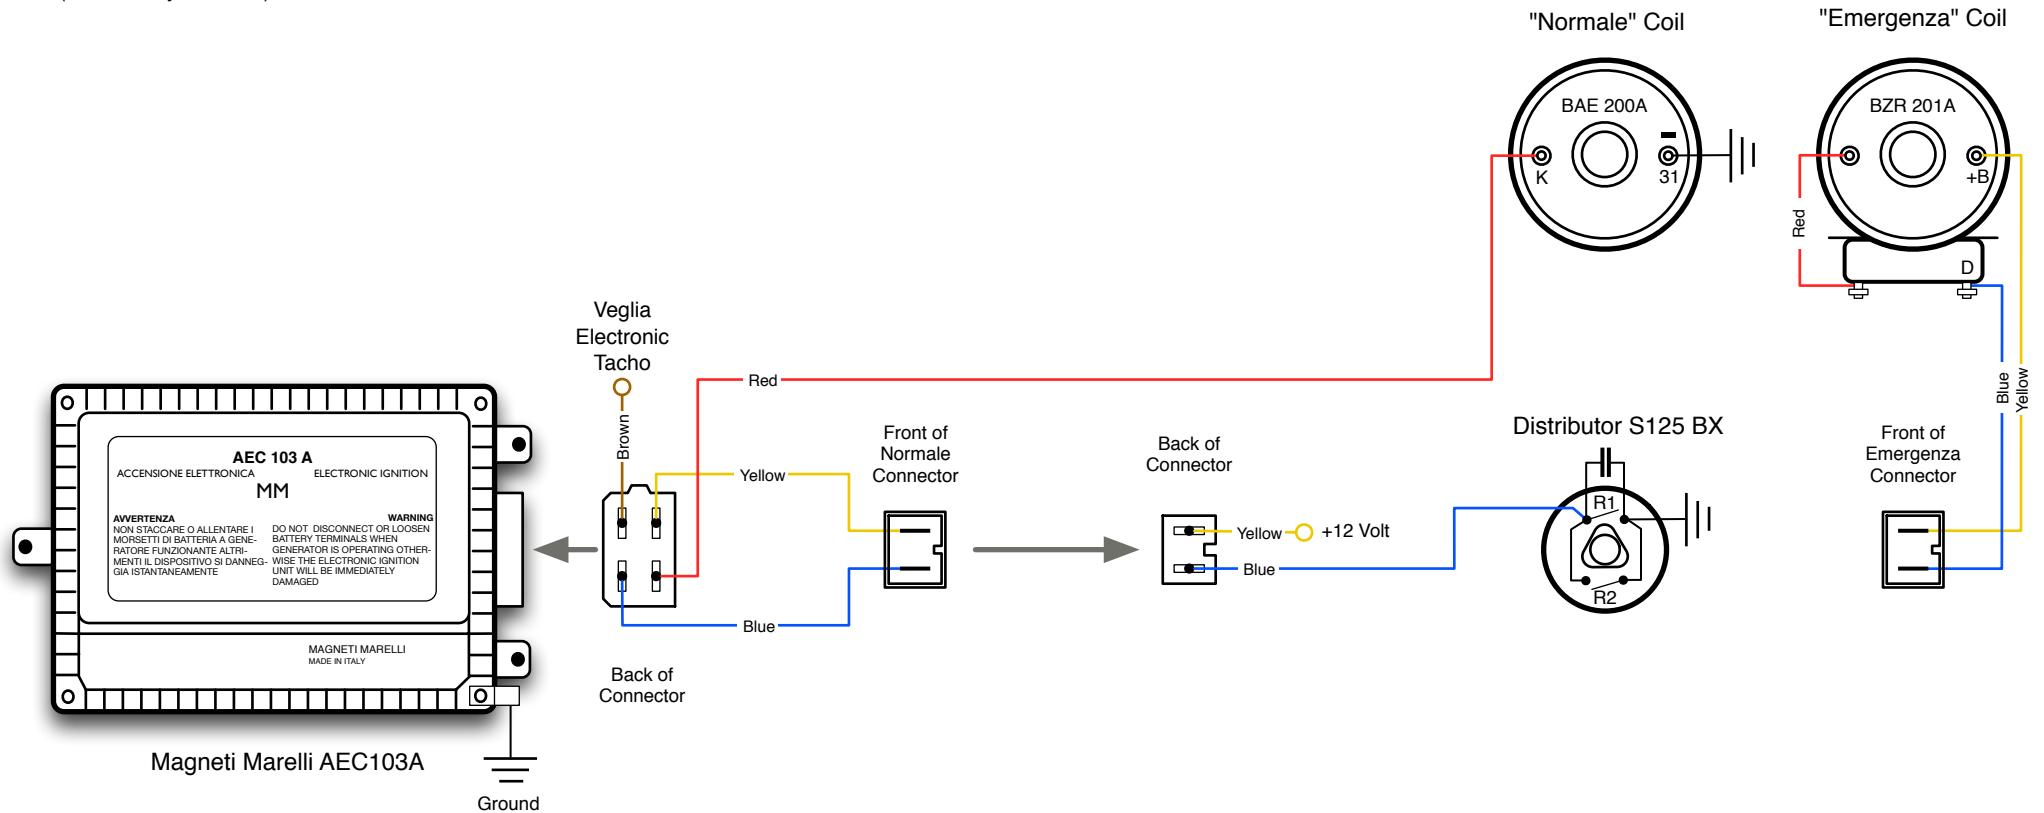 "Normale" Coil
"Emergenza" Coil
BAE 200A
K
31
BZR 201A
+B
Red
D
Veglia
Electronic
Tacho
Brown
Red
Yellow
Blue
Front of
Normale
Connector
Back of
Connector
Yellow
+12 Volt
Blue
Distributor S125 BX
R1
R2
Blue
Yellow
Front of
Emergenza
Connector
AEC 103 A
ACCENSIONE ELETTRONICA
ELECTRONIC IGNITION
MM
AVVERTENZA
NON STACCARE O ALLENTARE I
MORSETTI DI BATTERIA A GENE-
RATORE FUNZIONANTE ALTRI-
MENTI IL DISPOSITIVO SI DANNEG-
GIA ISTANTANEAMENTE
WARNING
DO NOT DISCONNECT OR LOOSEN
BATTERY TERMINALS WHEN
GENERATOR IS OPERATING OTHER-
WISE THE ELECTRONIC IGNITION
UNIT WILL BE IMMEDIATELY
DAMAGED
MAGNETI MARELLI
MADE IN ITALY
Back of
Connector
Magneti Marelli AEC103A
Ground